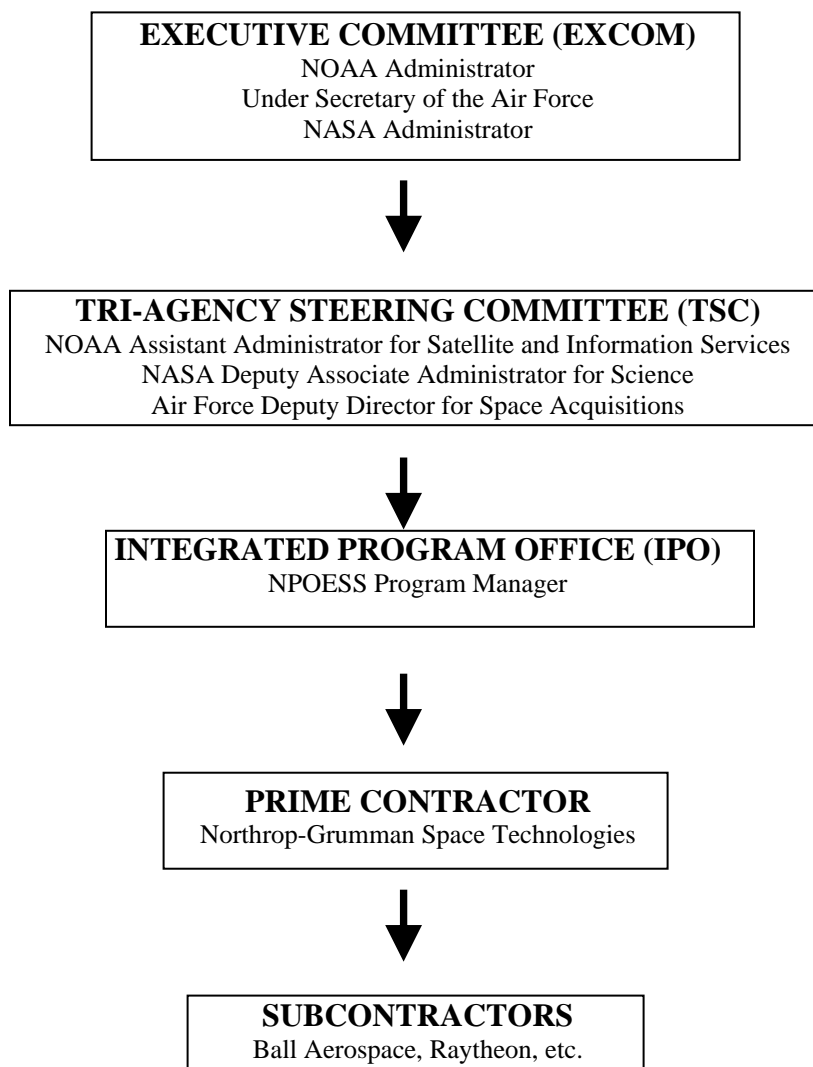 EXECUTIVE COMMITTEE (EXCOM)
NOAA Administrator
Under Secretary of the Air Force
NASA Administrator
TRI-AGENCY STEERING COMMITTEE (TSC)
NOAA Assistant Administrator for Satellite and Information Services
NASA Deputy Associate Administrator for Science
Air Force Deputy Director for Space Acquisitions
INTEGRATED PROGRAM OFFICE (IPO)
NPOESS Program Manager
PRIME CONTRACTOR
Northrop-Grumman Space Technologies
SUBCONTRACTORS
Ball Aerospace, Raytheon, etc.